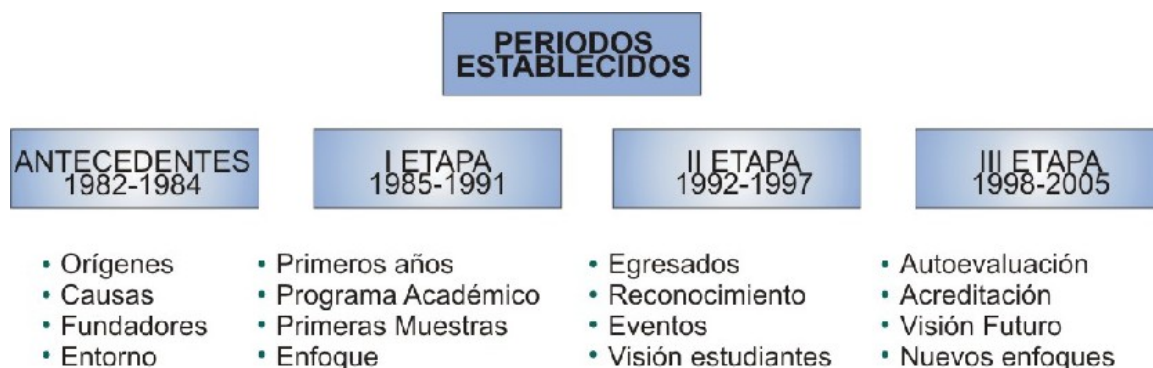 PERIODOS
ESTABLECIDOS
ANTECEDENTES
1982-1984
I ETAPA
1985-1991
II ETAPA
1992-1997
III ETAPA
1998-2005
• Orígenes
• Causas
• Fundadores
• Entorno
• Primeros años
• Programa Académico
• Primeras Muestras
• Enfoque
• Egresados
• Reconocimiento
• Eventos
• Visión estudiantes
• Autoevaluación
• Acreditación
• Visión Futuro
• Nuevos enfoques